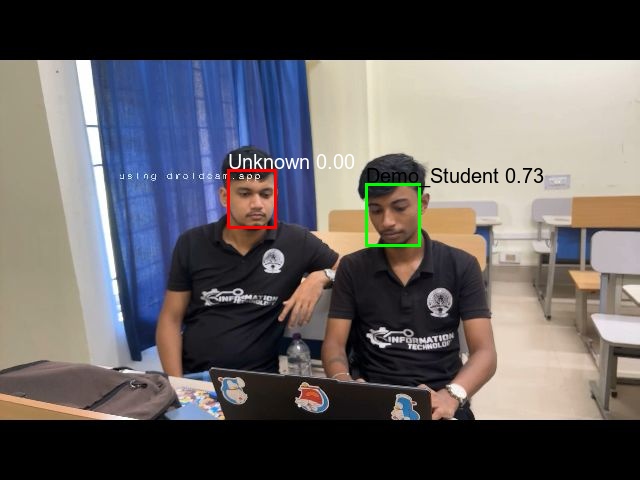 Unknown 0.00
Demo_Student 0.73
using droidcam.app
INFORMATION
TECHNOLOGY
INFORMATION
TECHNOLOGY